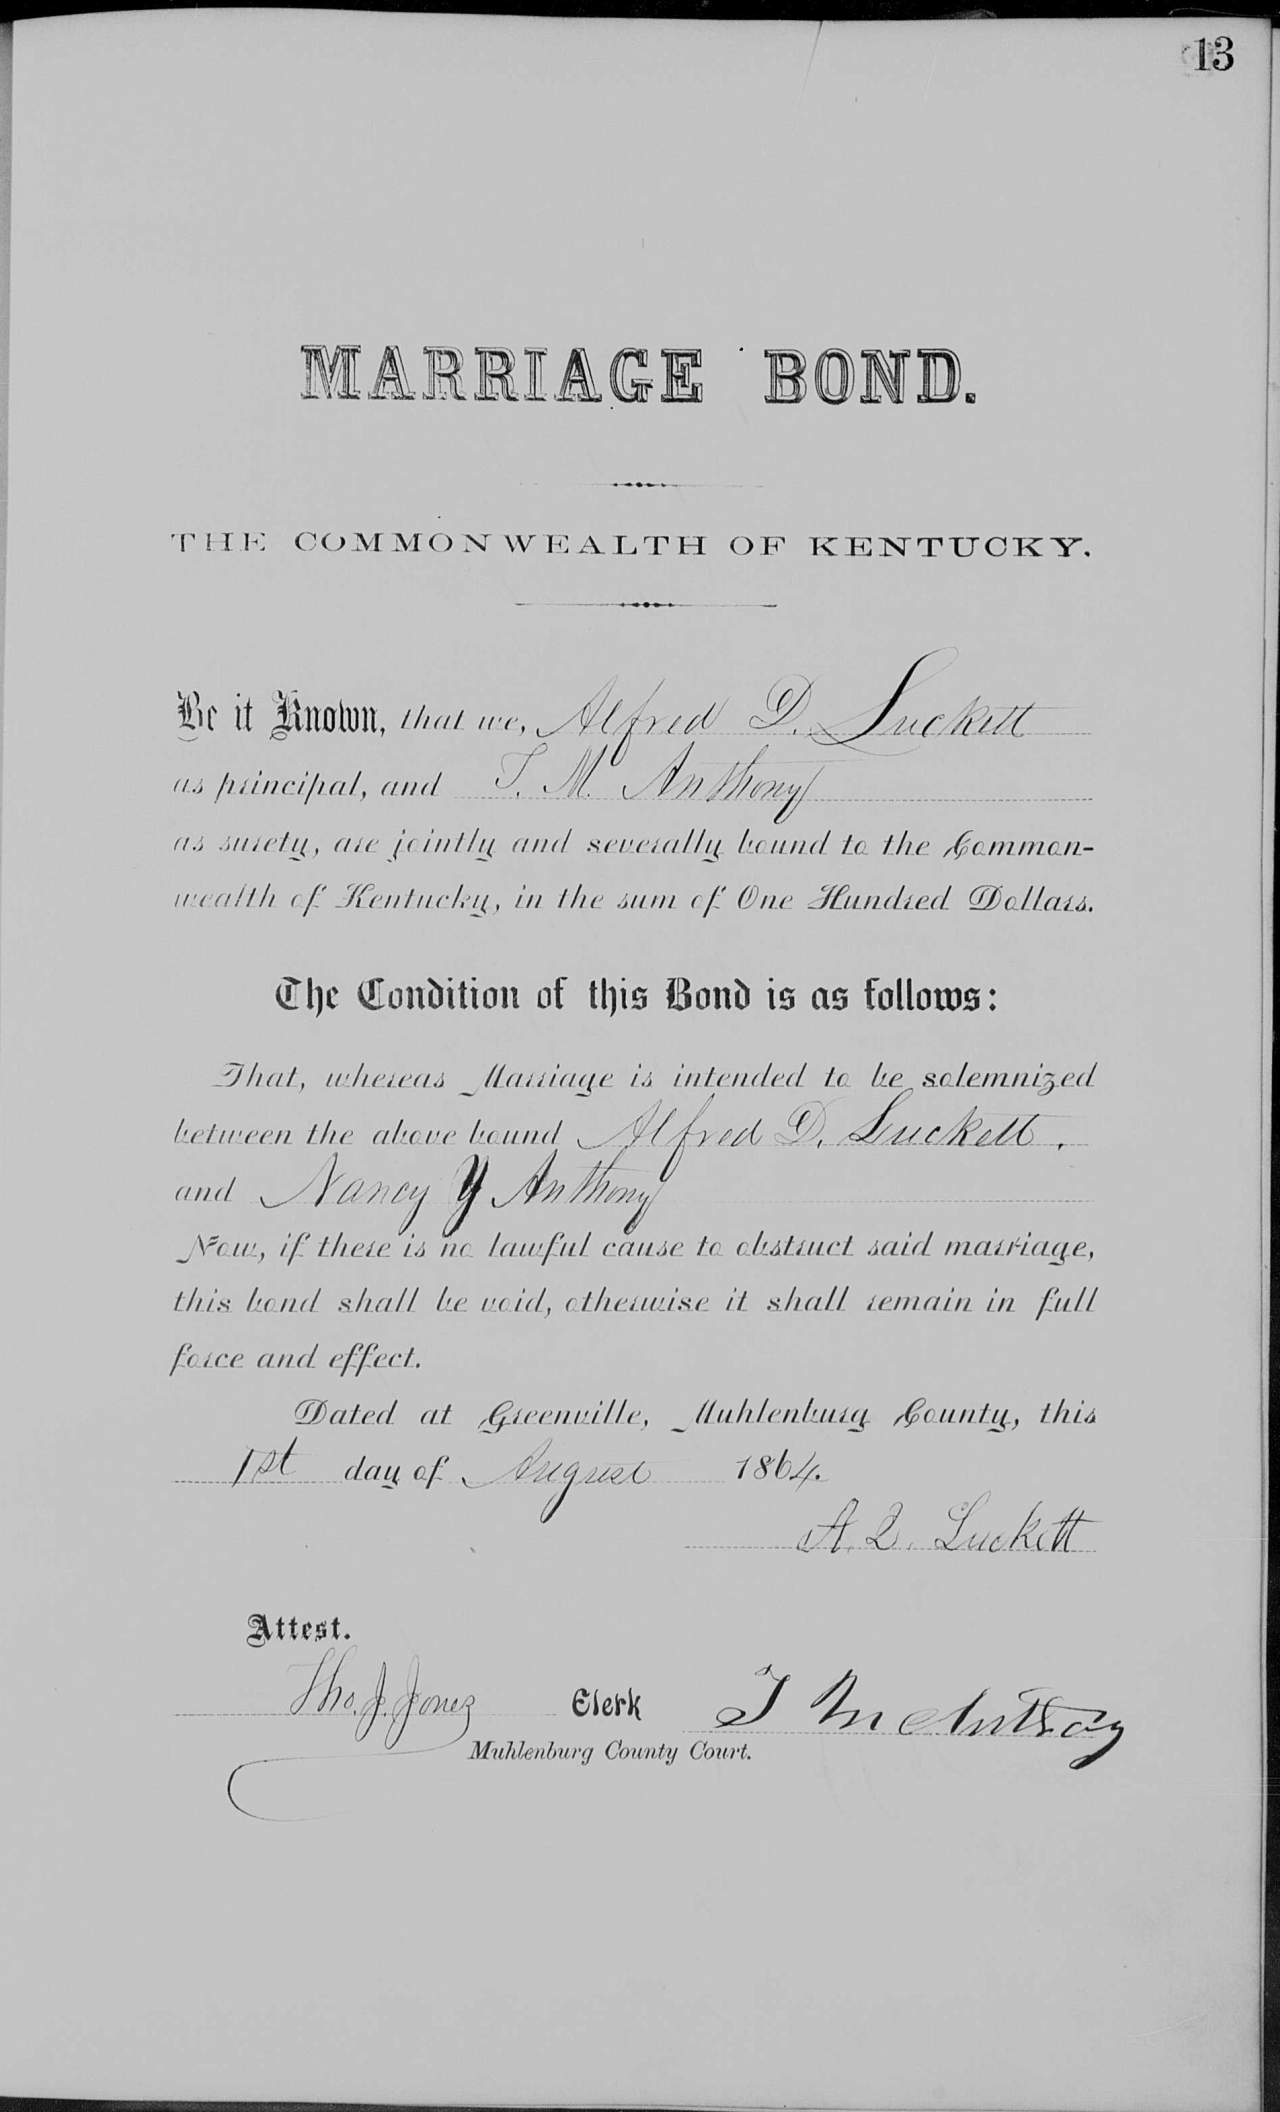 13
MARRIAGE BOND.
THE COMMONWEALTH OF KENTUCKY.
Be it Known, that we, Alfred D. Luckett
as principal, and T. M. Anthony
as surety, are jointly and severally bound to the Common-
wealth of Kentucky, in the sum of One Hundred Dollars.
The Condition of this Bond is as follows:
That, whereas Marriage is intended to be solemnized
between the above bound Alfred D. Luckett.
and Nancy Y Anthony
Now, if there is no lawful cause to obstruct said marriage,
this bond shall be void, otherwise it shall remain in full
force and effect.
Dated at Greenville, Muhlenburg County, this
1st day of August 1864.
A. D. Luckett
Attest.
Tho. J. Jones Clerk T M Anthony
Muhlenburg County Court.